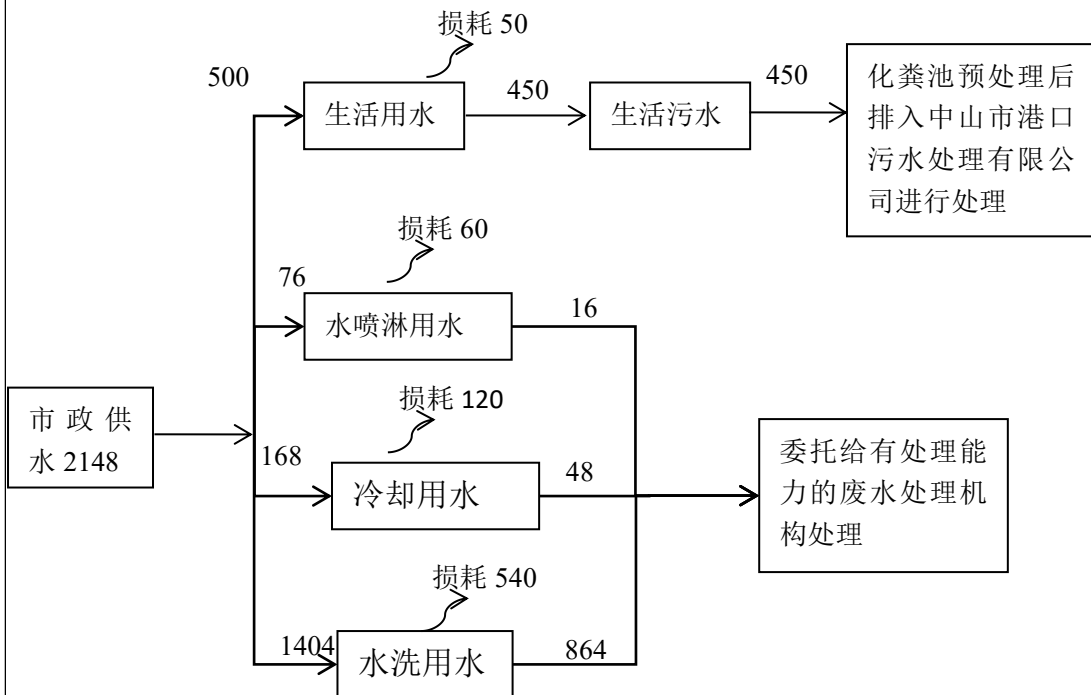 损耗 50
500
生活用水
450
生活污水
450
化粪池预处理后
排入中山市港口
污水处理有限公
司进行处理
损耗 60
76
水喷淋用水
16
市政供
水 2148
损耗 120
168
冷却用水
48
委托给有处理能
力的废水处理机
构处理
损耗 540
1404
水洗用水
864